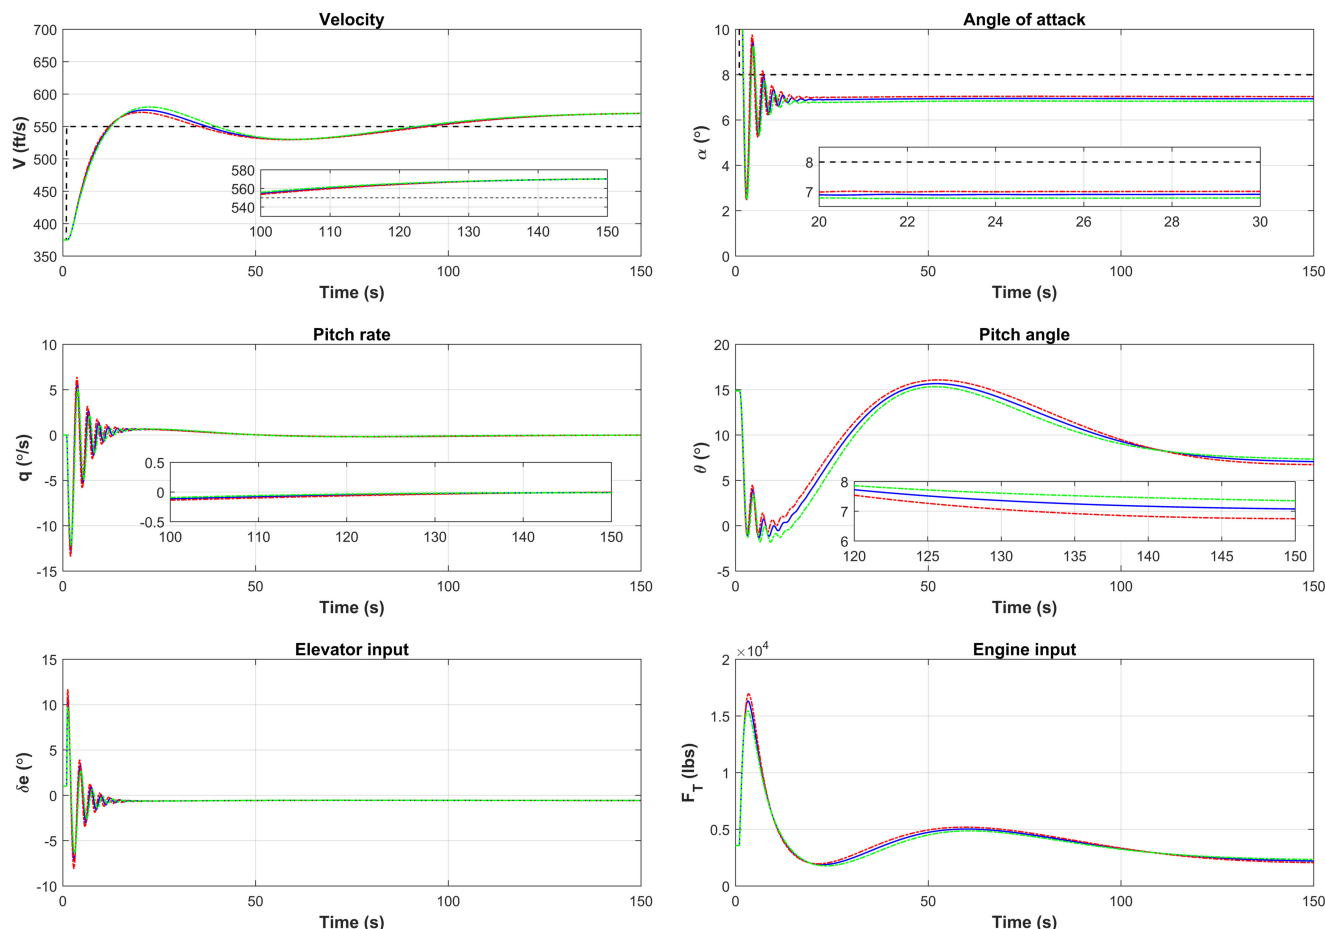 Velocity
700
650
600
550
500
450
400
350
V (ft/s)
580
560
540
100 110 120 130 140 150
0 50 100 150
Time (s)
Angle of attack
10
8
6
4
2
0
α (°)
8
7
20 22 24 26 28 30
0 50 100 150
Time (s)
Pitch rate
10
5
0
-5
-10
-15
q (°/s)
0.5
0
-0.5
100 110 120 130 140 150
0 50 100 150
Time (s)
Pitch angle
20
15
10
5
0
-5
θ (°)
8
7
6
120 125 130 135 140 145 150
0 50 100 150
Time (s)
Elevator input
15
10
5
0
-5
-10
δe (°)
0 50 100 150
Time (s)
Engine input
×10⁴
2
1.5
1
0.5
0
F_T (lbs)
0 50 100 150
Time (s)